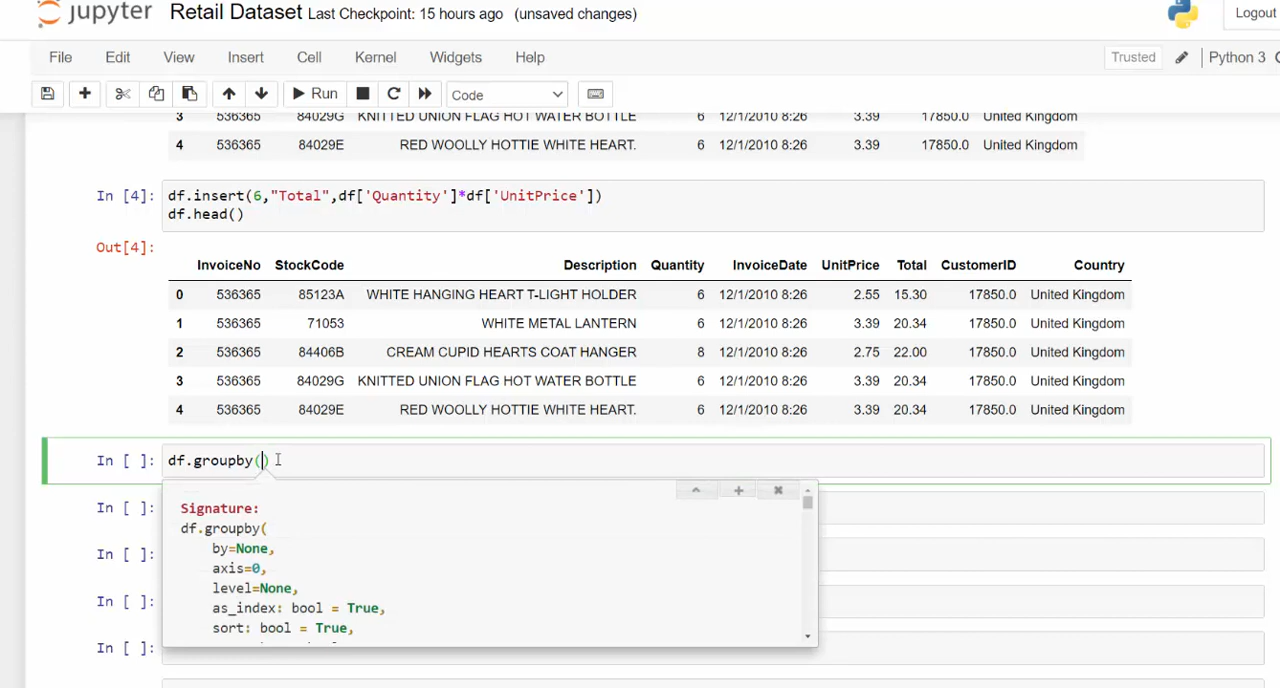 jupyter Retail Dataset Last Checkpoint: 15 hours ago (unsaved changes) Logout
File Edit View Insert Cell Kernel Widgets Help Trusted Python 3
Run Code
3 536365 84029G KNITTED UNION FLAG HOT WATER BOTTLE 6 12/1/2010 8:26 3.39 17850.0 United Kingdom
4 536365 84029E RED WOOLLY HOTTIE WHITE HEART. 6 12/1/2010 8:26 3.39 17850.0 United Kingdom
In [4]: df.insert(6,"Total",df['Quantity']*df['UnitPrice'])
df.head()
Out[4]:
InvoiceNo StockCode Description Quantity InvoiceDate UnitPrice Total CustomerID Country
0 536365 85123A WHITE HANGING HEART T-LIGHT HOLDER 6 12/1/2010 8:26 2.55 15.30 17850.0 United Kingdom
1 536365 71053 WHITE METAL LANTERN 6 12/1/2010 8:26 3.39 20.34 17850.0 United Kingdom
2 536365 84406B CREAM CUPID HEARTS COAT HANGER 8 12/1/2010 8:26 2.75 22.00 17850.0 United Kingdom
3 536365 84029G KNITTED UNION FLAG HOT WATER BOTTLE 6 12/1/2010 8:26 3.39 20.34 17850.0 United Kingdom
4 536365 84029E RED WOOLLY HOTTIE WHITE HEART. 6 12/1/2010 8:26 3.39 20.34 17850.0 United Kingdom
In [ ]: df.groupby()
Signature:
In [ ]:
df.groupby(
by=None,
In [ ]:
axis=0,
level=None,
In [ ]:
as_index: bool = True,
sort: bool = True,
In [ ]: